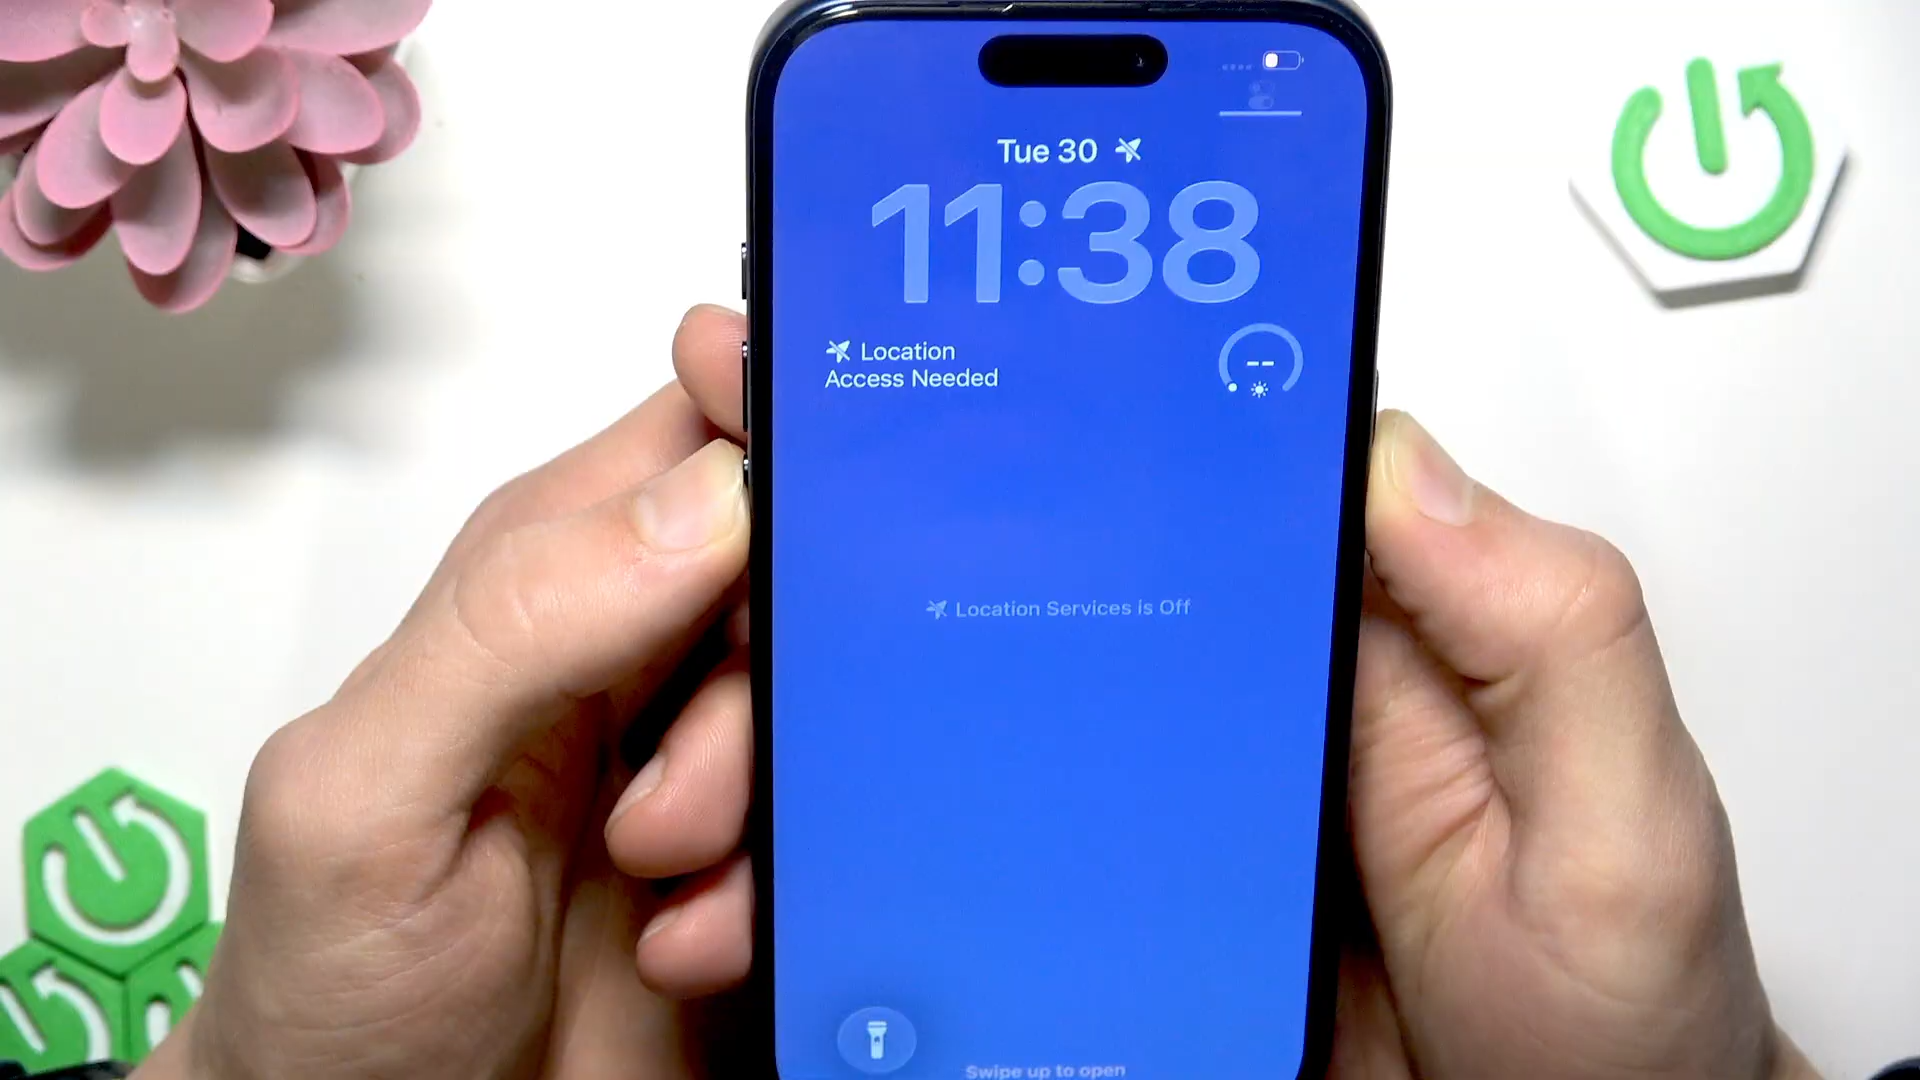 Tue 30
11:38
Location
Access Needed
--
Location Services is Off
Swipe up to open